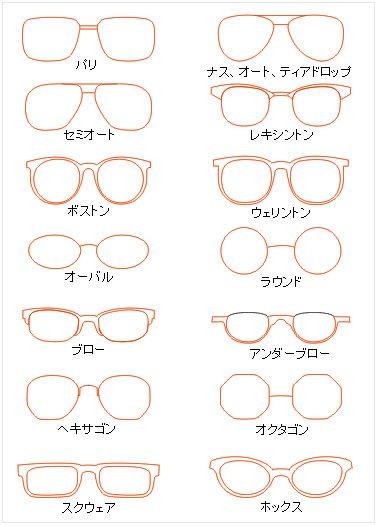 パリ
ナス、オート、ティアドロップ
セミオート
レキシントン
ボストン
ウェリントン
オーバル
ラウンド
ブロー
アンダーブロー
ヘキサゴン
オクタゴン
スクウェア
ホックス